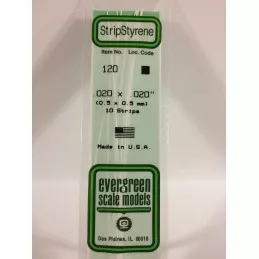 StripStyrene
Item No. Loc. Code
120
.020 x .020"
(0.5 x 0.5 mm)
10 Strips
Made in U.S.A.
evergreen
scale models
Des Plaines, IL 60018